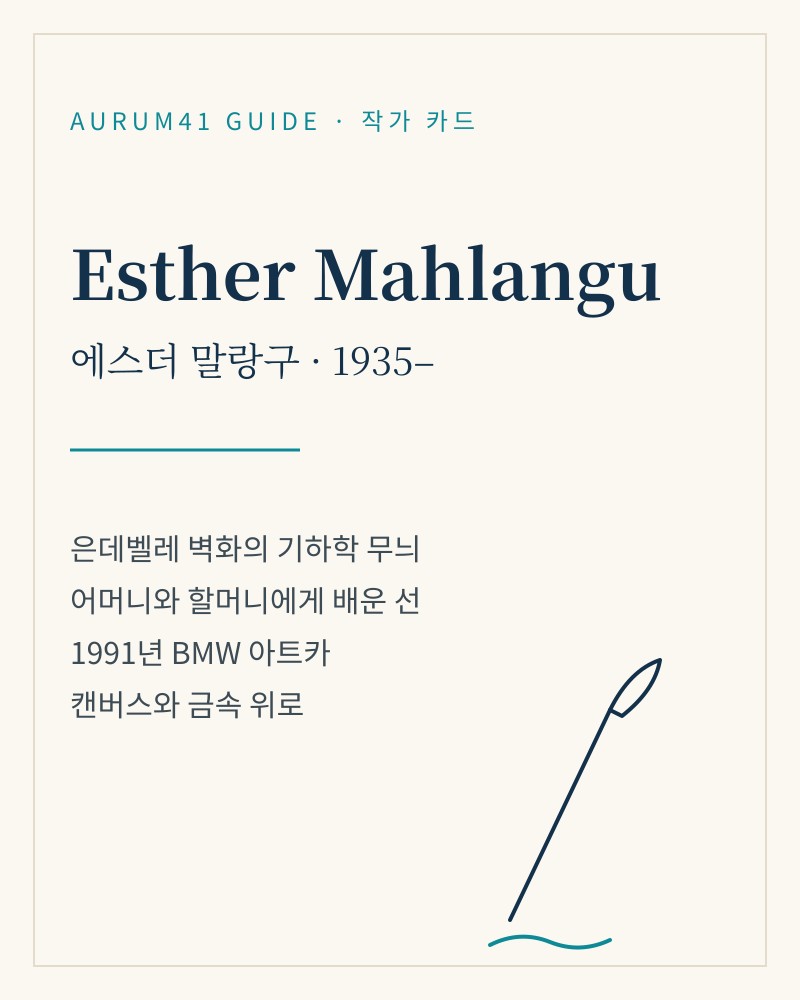 AURUM41 GUIDE · 작가 카드
Esther Mahlangu
에스더 말랑구 · 1935–
은데벨레 벽화의 기하학 무늬
어머니와 할머니에게 배운 선
1991년 BMW 아트카
캔버스와 금속 위로